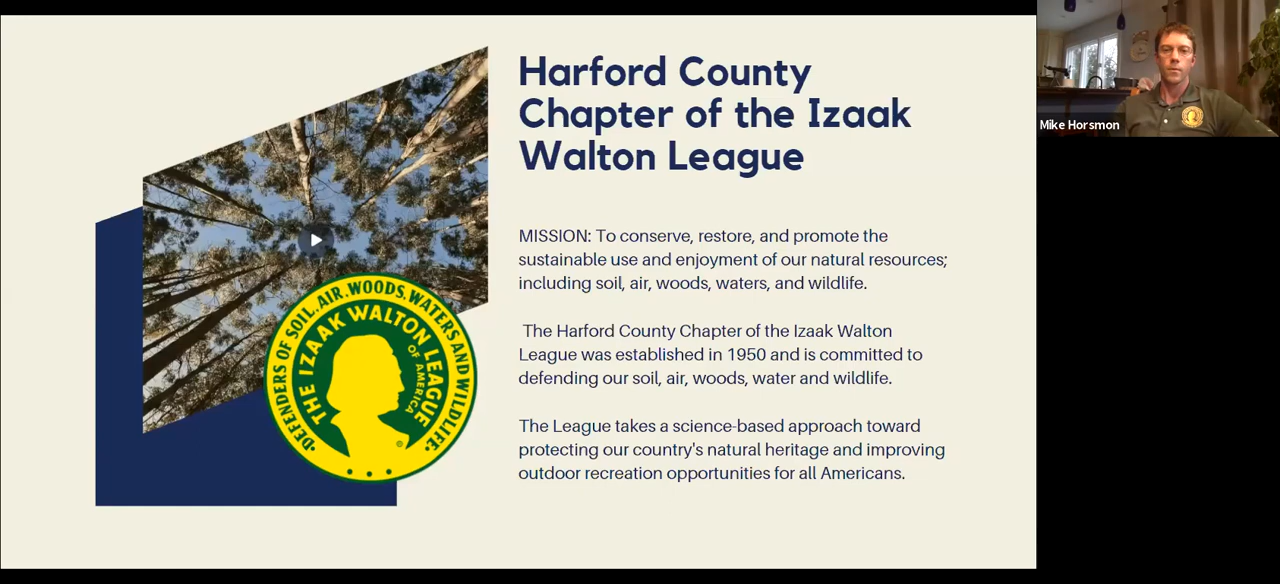 Harford County
Chapter of the Izaak
Walton League
MISSION: To conserve, restore, and promote the
sustainable use and enjoyment of our natural resources;
including soil, air, woods, waters, and wildlife.
The Harford County Chapter of the Izaak Walton
League was established in 1950 and is committed to
defending our soil, air, woods, water and wildlife.
The League takes a science-based approach toward
protecting our country's natural heritage and improving
outdoor recreation opportunities for all Americans.
·DEFENDERS OF SOIL. AIR. WOODS. WATERS AND WILDLIFE·
THE IZAAK WALTON LEAGUE
OF AMERICA
®
Mike Horsmon